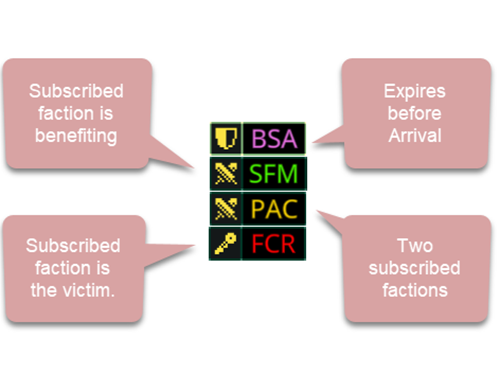 Subscribed
faction is
benefiting
Expires
before
Arrival
BSA
SFM
PAC
FCR
Subscribed
faction is
the victim.
Two
subscribed
factions